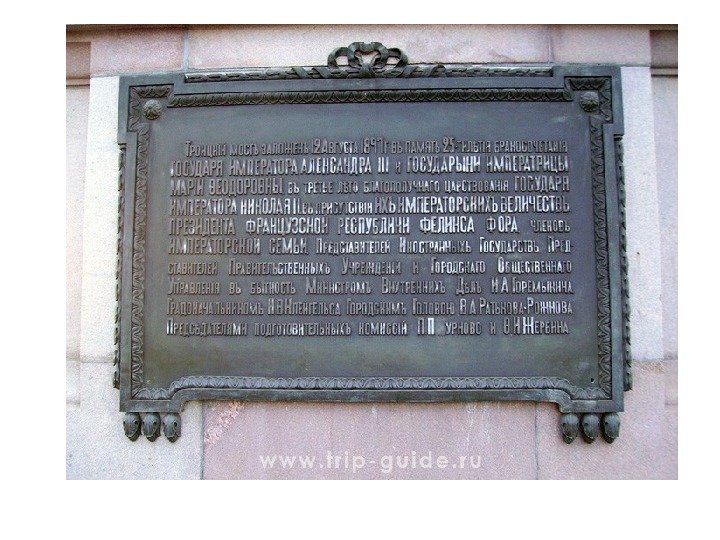 Троицкій мостъ заложенъ 12 Августа 1897 г. въ память 25-тилѣтія бракосочетанія
ГОСУДАРЯ ИМПЕРАТОРА АЛЕКСАНДРА III и ГОСУДАРЫНИ ИМПЕРАТРИЦЫ
МАРІИ ѲЕОДОРОВНЫ въ третье лѣто благополучнаго царствованія ГОСУДАРЯ
ИМПЕРАТОРА НИКОЛАЯ II, въ присутствіи ИХЪ ИМПЕРАТОРСКИХЪ ВЕЛИЧЕСТВЪ,
ПРЕЗИДЕНТА ФРАНЦУЗСКОЙ РЕСПУБЛИКИ ФЕЛИКСА ФОРА, членовъ
ИМПЕРАТОРСКОЙ СЕМЬИ, Представителей Иностранныхъ Государствъ, Пред-
ставителей Правительственныхъ Учрежденій и Городскаго Общественнаго
Управленія въ бытность Министромъ Внутреннихъ Дѣлъ И.Л. Горемыкина,
Градоначальникомъ Н.В. Клейгельса, Городскимъ Головою В.А. Ратькова-Рожнова
Предсѣдателями подготовительныхъ комиссій П.П. урново и В.И. Жеренна
www.trip-guide.ru